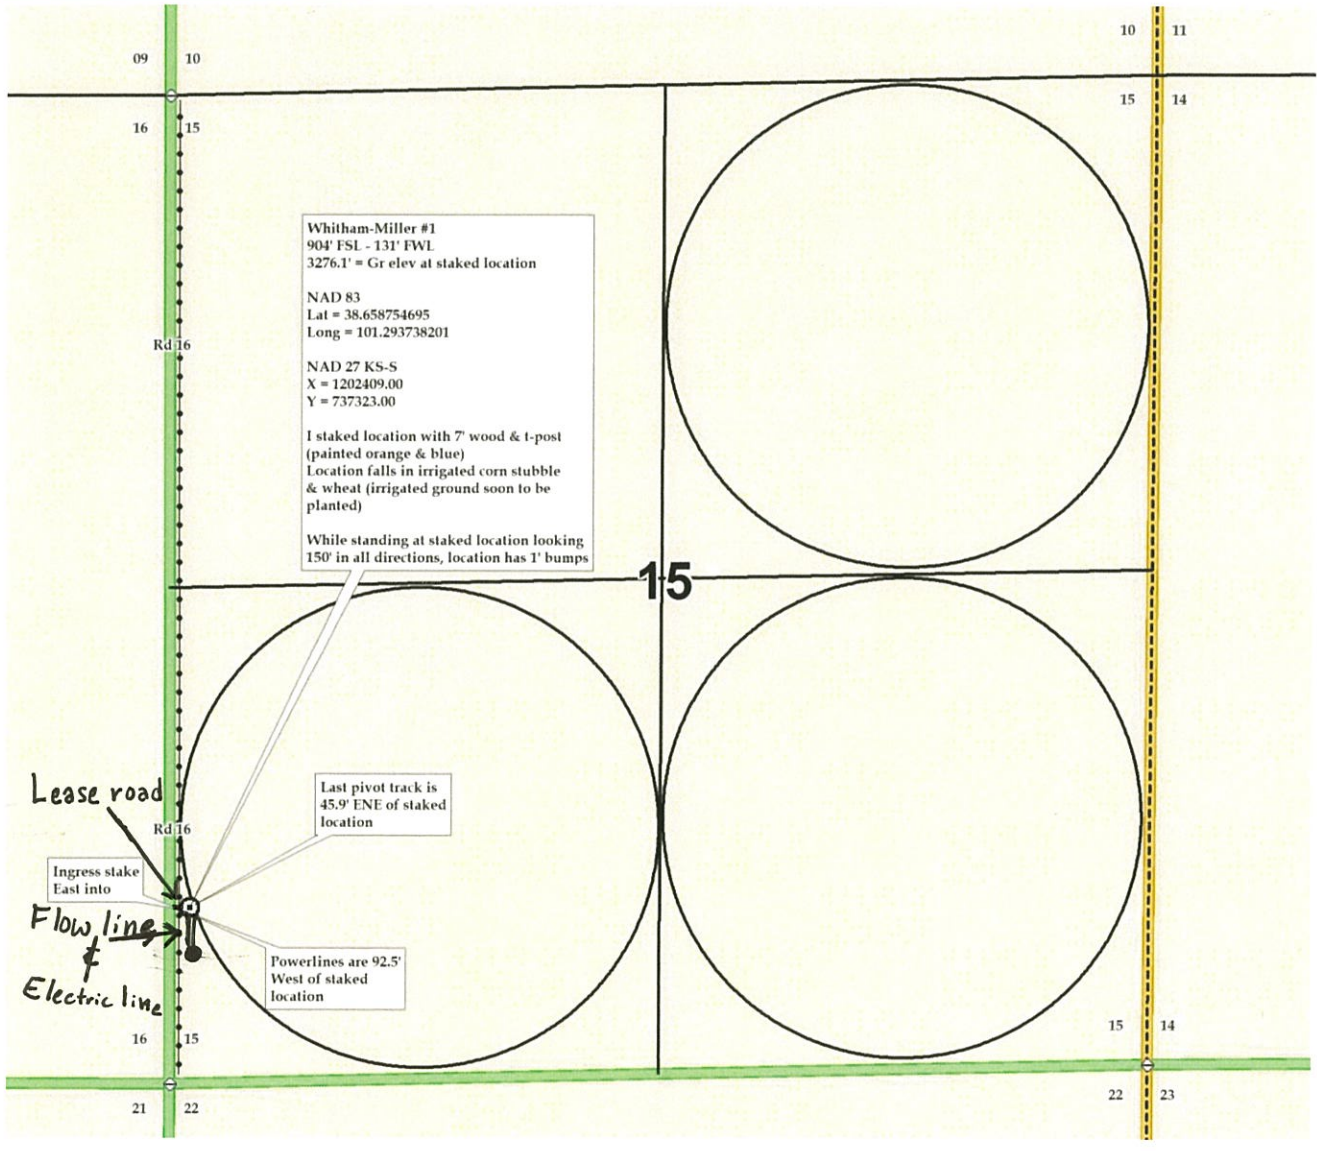 10 11
09 10
15 14
16 15
Whitham-Miller #1
904' FSL - 131' FWL
3276.1' = Gr elev at staked location
NAD 83
Lat = 38.658754695
Long = 101.293738201
NAD 27 KS-S
X = 1202409.00
Y = 737323.00
I staked location with 7' wood & t-post
(painted orange & blue)
Location falls in irrigated corn stubble
& wheat (irrigated ground soon to be
planted)
While standing at staked location looking
150' in all directions, location has 1' bumps
Rd 16
15
Lease road
Last pivot track is
45.9' ENE of staked
location
Rd 16
Ingress stake
East into
Flow line
¢
Electric line
Powerlines are 92.5'
West of staked
location
15 14
16 15
22 23
21 22